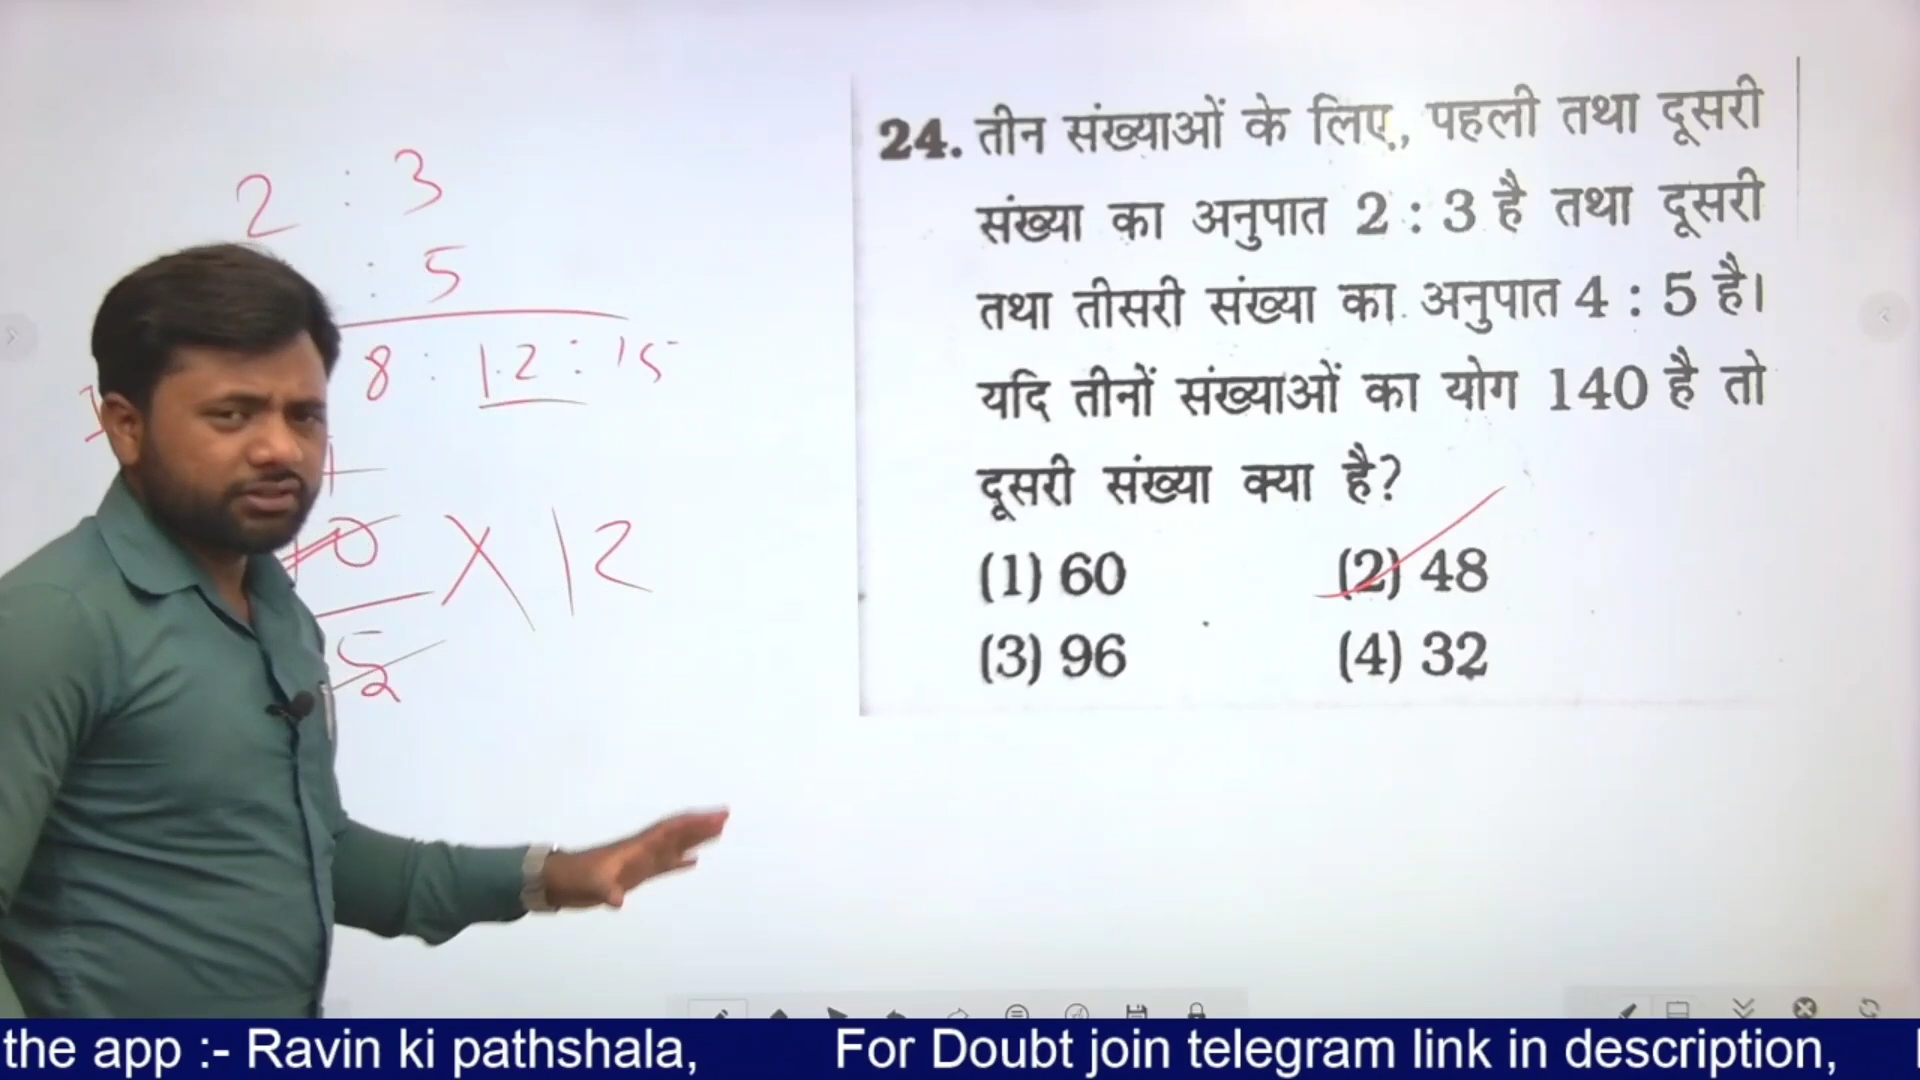 2 : 3
: 5
8 : 12 : 15
X 12
24. तीन संख्याओं के लिए, पहली तथा दूसरी
संख्या का अनुपात 2 : 3 है तथा दूसरी
तथा तीसरी संख्या का अनुपात 4 : 5 है।
यदि तीनों संख्याओं का योग 140 है तो
दूसरी संख्या क्या है?
(1) 60 (2) 48
(3) 96 (4) 32
the app :- Ravin ki pathshala, For Doubt join telegram link in description,